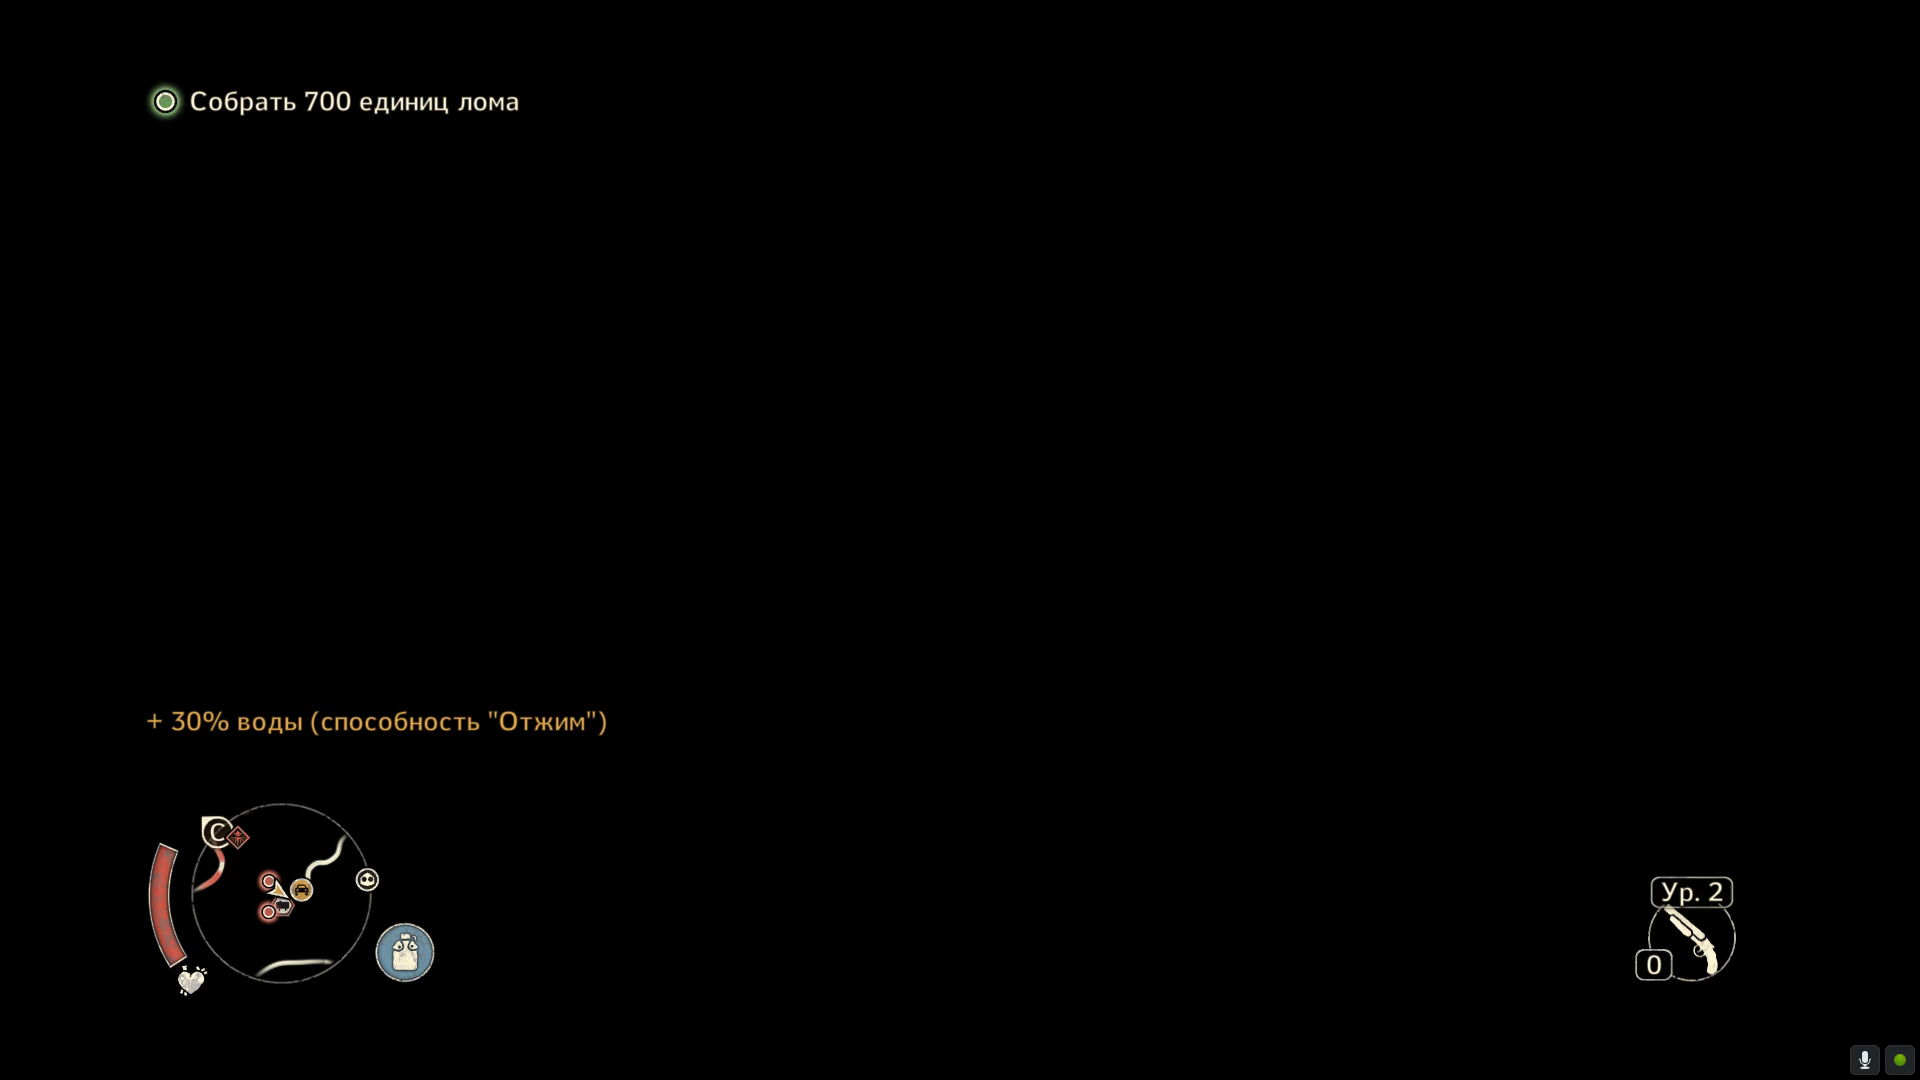 Собрать 700 единиц лома
+ 30% воды (способность "Отжим")
С
Ур. 2
0